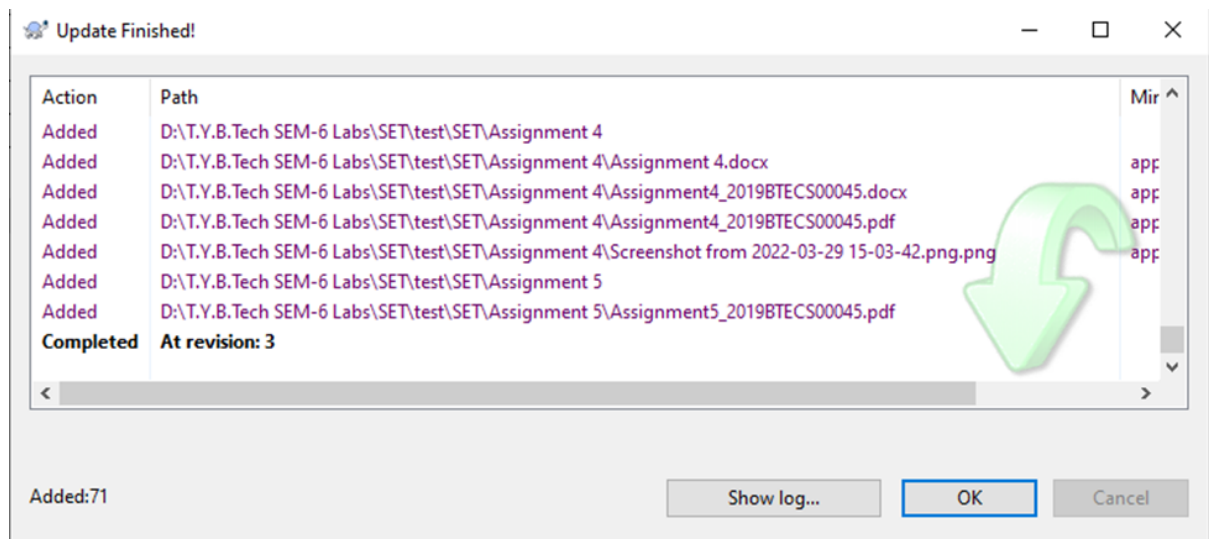 Update Finished!
Action Path Mir
Added D:\T.Y.B.Tech SEM-6 Labs\SET\test\SET\Assignment 4
Added D:\T.Y.B.Tech SEM-6 Labs\SET\test\SET\Assignment 4\Assignment 4.docx app
Added D:\T.Y.B.Tech SEM-6 Labs\SET\test\SET\Assignment 4\Assignment4_2019BTECS00045.docx app
Added D:\T.Y.B.Tech SEM-6 Labs\SET\test\SET\Assignment 4\Assignment4_2019BTECS00045.pdf app
Added D:\T.Y.B.Tech SEM-6 Labs\SET\test\SET\Assignment 4\Screenshot from 2022-03-29 15-03-42.png.png app
Added D:\T.Y.B.Tech SEM-6 Labs\SET\test\SET\Assignment 5
Added D:\T.Y.B.Tech SEM-6 Labs\SET\test\SET\Assignment 5\Assignment5_2019BTECS00045.pdf
Completed At revision: 3
Added:71 Show log... OK Cancel